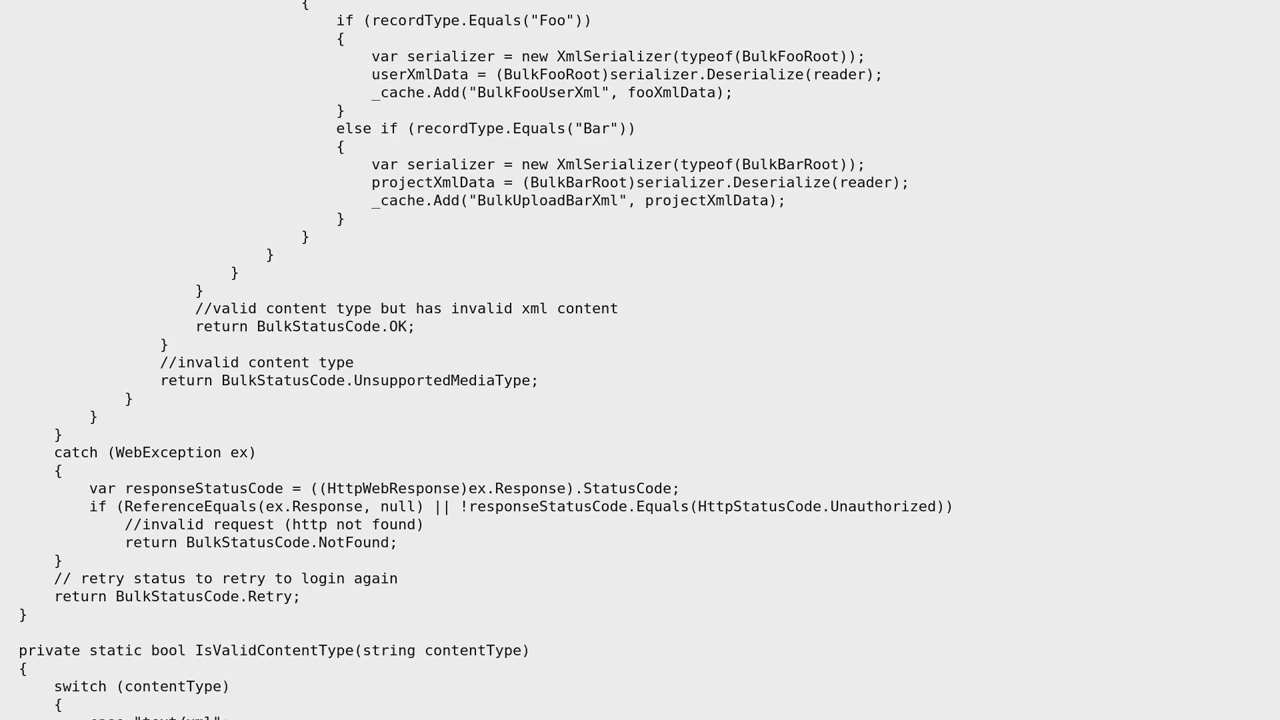 {
if (recordType.Equals("Foo"))
{
var serializer = new XmlSerializer(typeof(BulkFooRoot));
userXmlData = (BulkFooRoot)serializer.Deserialize(reader);
_cache.Add("BulkFooUserXml", fooXmlData);
}
else if (recordType.Equals("Bar"))
{
var serializer = new XmlSerializer(typeof(BulkBarRoot));
projectXmlData = (BulkBarRoot)serializer.Deserialize(reader);
_cache.Add("BulkUploadBarXml", projectXmlData);
}
}
}
}
}
//valid content type but has invalid xml content
return BulkStatusCode.OK;
}
//invalid content type
return BulkStatusCode.UnsupportedMediaType;
}
}
}
catch (WebException ex)
{
var responseStatusCode = ((HttpWebResponse)ex.Response).StatusCode;
if (ReferenceEquals(ex.Response, null) || !responseStatusCode.Equals(HttpStatusCode.Unauthorized))
//invalid request (http not found)
return BulkStatusCode.NotFound;
}
// retry status to retry to login again
return BulkStatusCode.Retry;
}
private static bool IsValidContentType(string contentType)
{
switch (contentType)
{
case "text/xml":